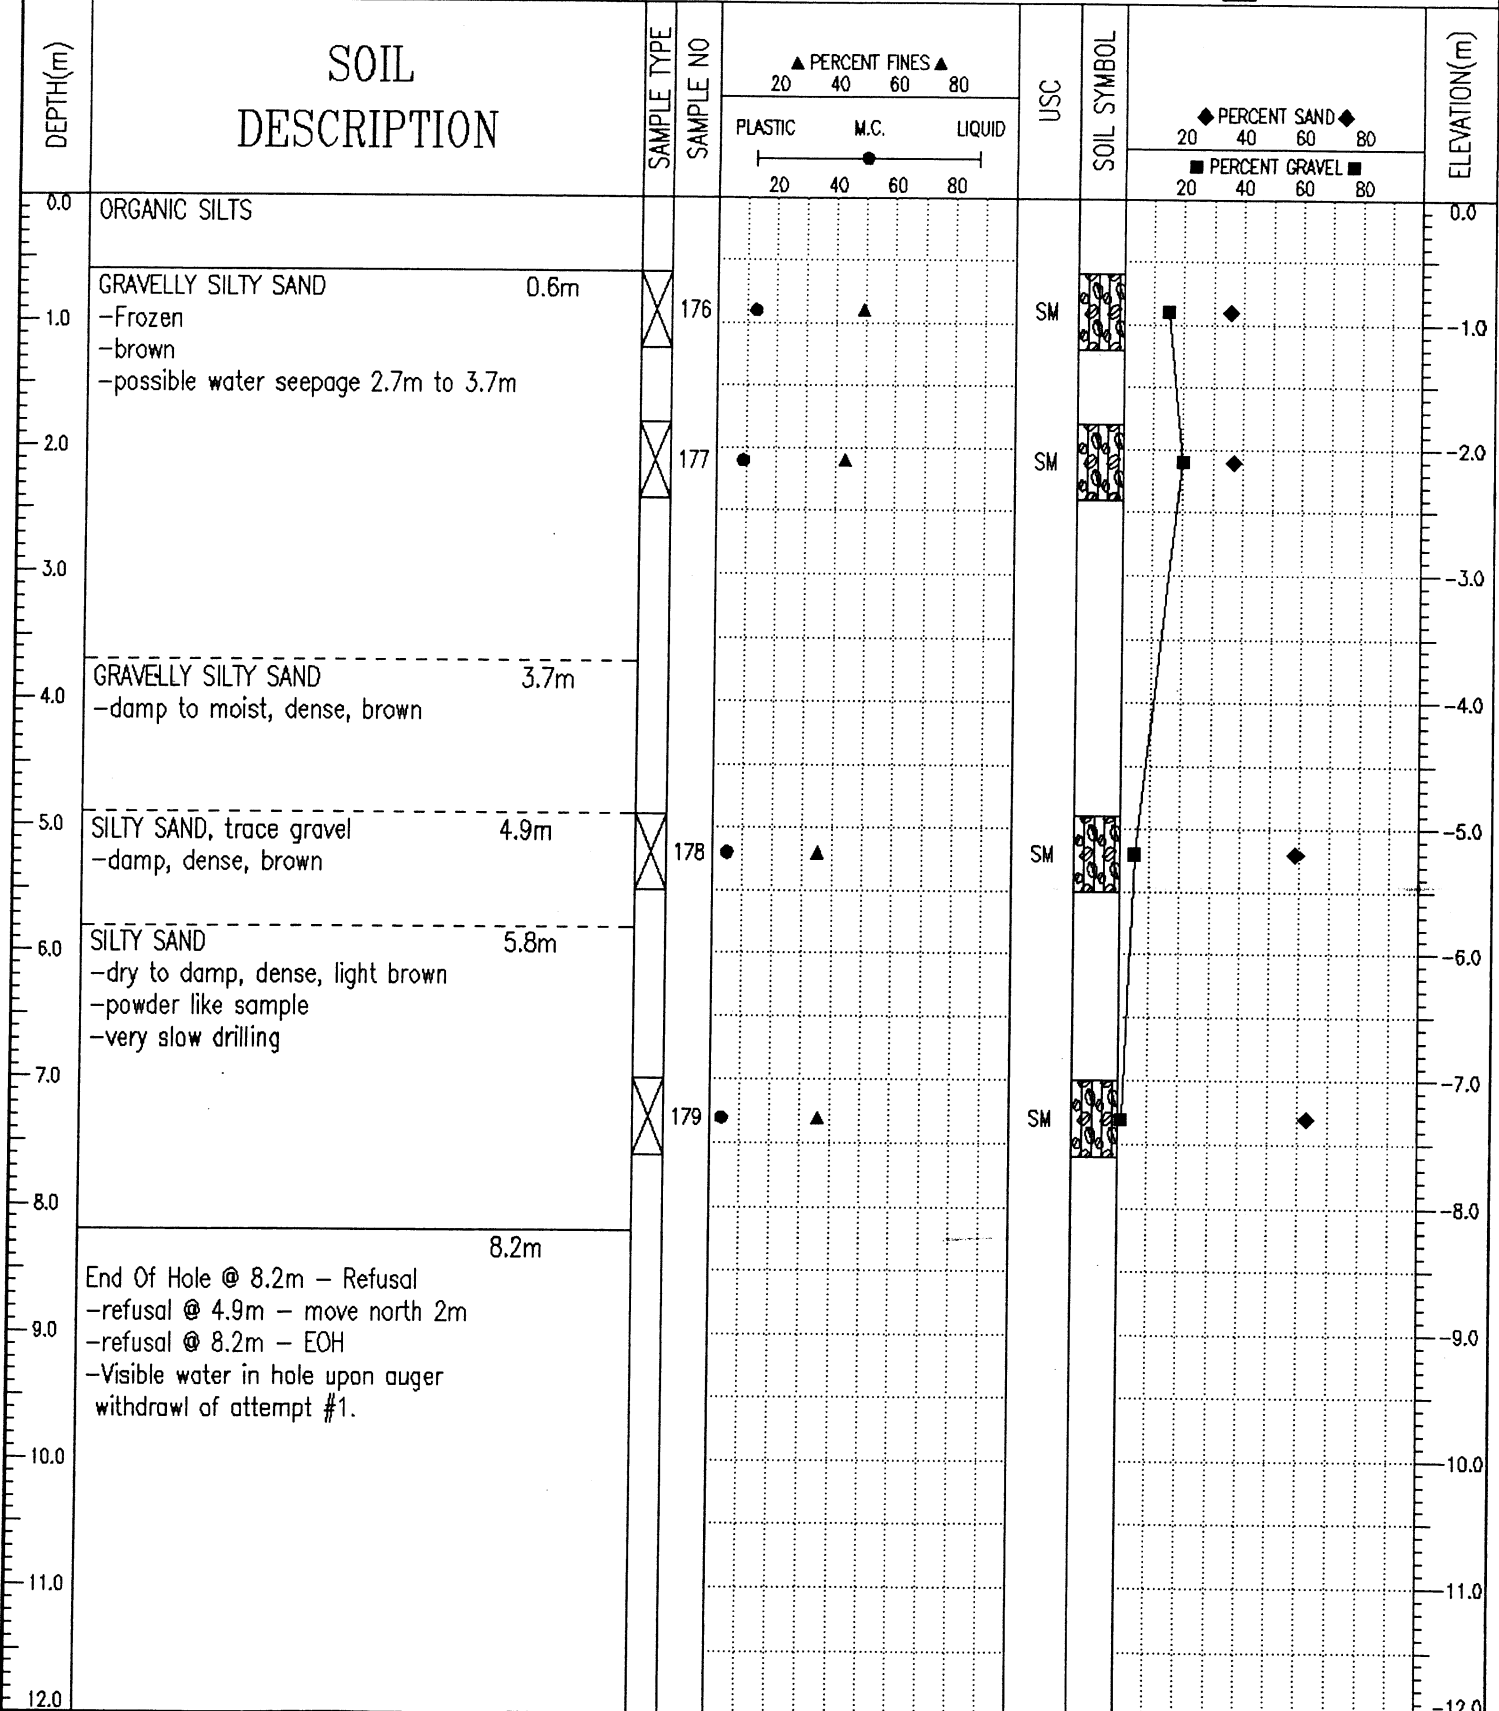 DEPTH(m)
SOIL
DESCRIPTION
SAMPLE TYPE
SAMPLE NO
▲ PERCENT FINES ▲
20 40 60 80
PLASTIC M.C. LIQUID
20 40 60 80
USC
SOIL SYMBOL
◆ PERCENT SAND ◆
20 40 60 80
■ PERCENT GRAVEL ■
20 40 60 80
ELEVATION(m)
0.0 ORGANIC SILTS 0.0
GRAVELLY SILTY SAND 0.6m
176 SM
1.0 -Frozen -1.0
-brown
-possible water seepage 2.7m to 3.7m
2.0 177 SM -2.0
3.0 -3.0
GRAVELLY SILTY SAND 3.7m
4.0 -damp to moist, dense, brown -4.0
5.0 SILTY SAND, trace gravel 4.9m -5.0
-damp, dense, brown 178 SM
6.0 SILTY SAND 5.8m -6.0
-dry to damp, dense, light brown
-powder like sample
-very slow drilling
7.0 -7.0
179 SM
8.0 -8.0
8.2m
End Of Hole @ 8.2m – Refusal
-refusal @ 4.9m – move north 2m
9.0 -refusal @ 8.2m – EOH -9.0
-Visible water in hole upon auger
withdrawl of attempt #1.
10.0 -10.0
11.0 -11.0
12.0 -12.0